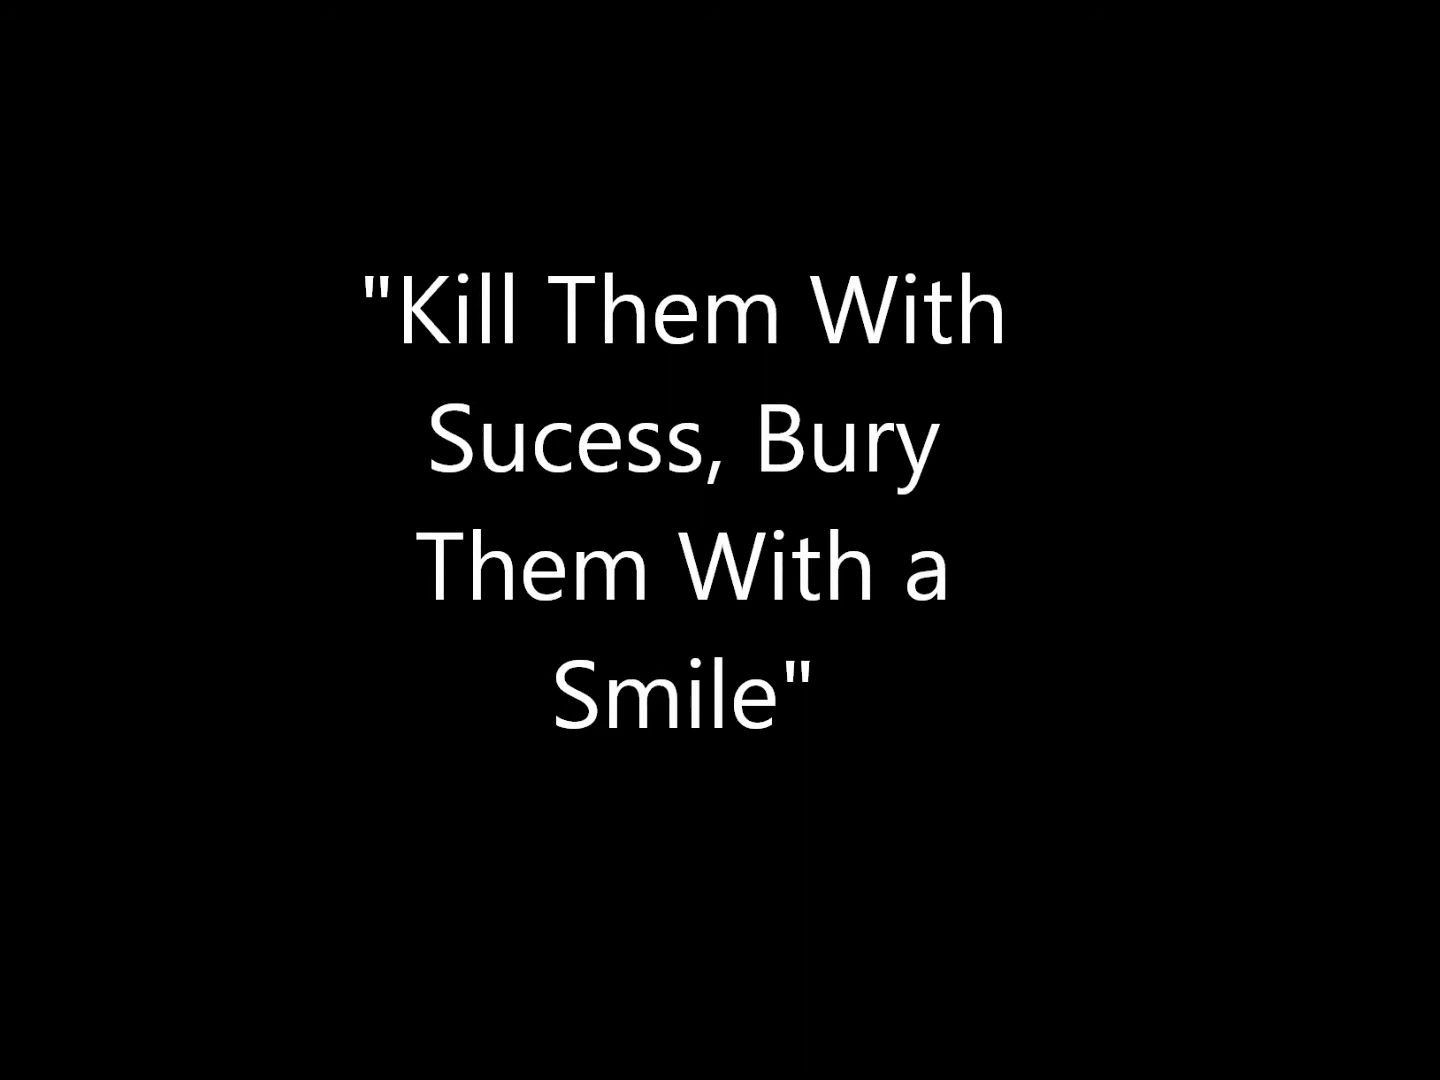 "Kill Them With
Sucess, Bury
Them With a
Smile"